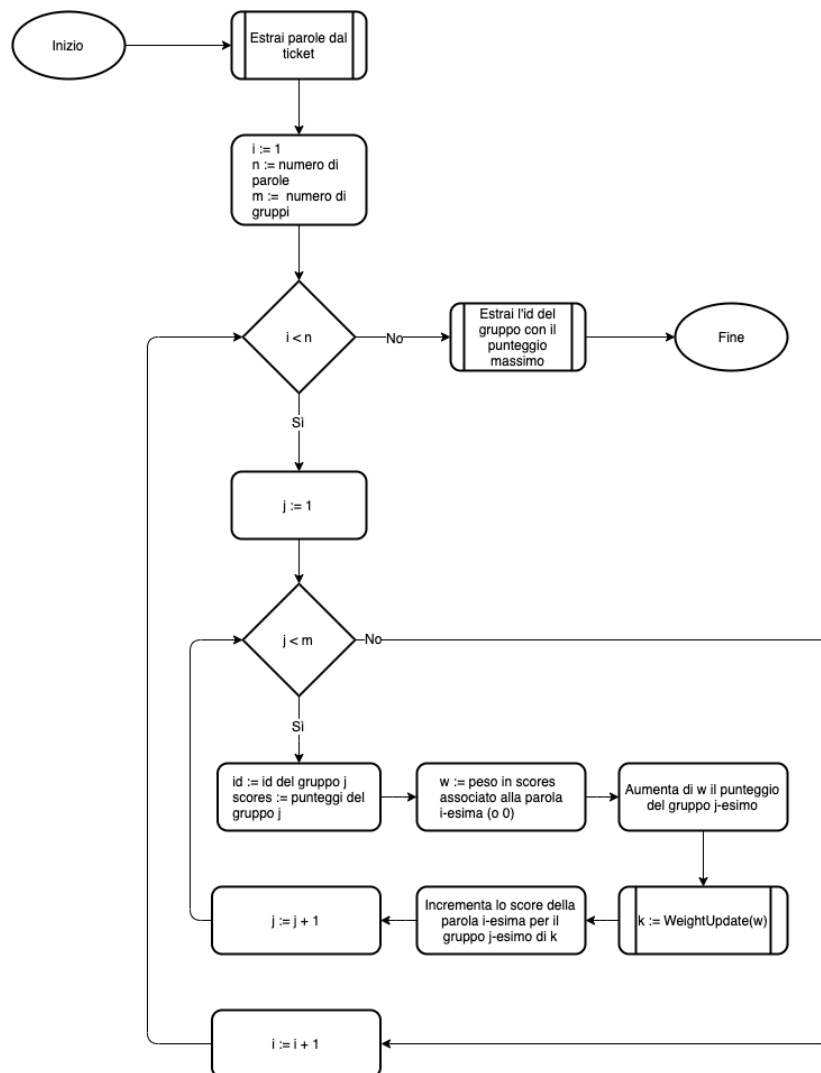 Inizio
Estrai parole dal
ticket
i := 1
n := numero di
parole
m := numero di
gruppi
i < n
No
Estrai l'id del
gruppo con il
punteggio
massimo
Fine
Sì
j := 1
j < m
No
Sì
id := id del gruppo j
scores := punteggi del
gruppo j
w := peso in scores
associato alla parola
i-esima (o 0)
Aumenta di w il punteggio
del gruppo j-esimo
k := WeightUpdate(w)
Incrementa lo score della
parola i-esima per il
gruppo j-esimo di k
j := j + 1
i := i + 1